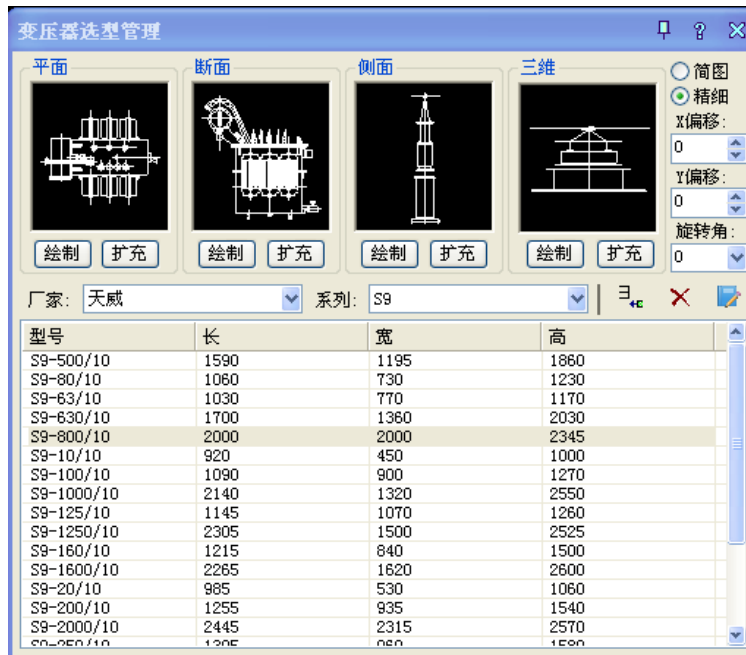 变压器选型管理
平面 断面 侧面 三维
简图
精细
X偏移:
0
Y偏移:
0
旋转角:
0
绘制 扩充 绘制 扩充 绘制 扩充 绘制 扩充
厂家: 天威 系列: S9
型号 长 宽 高
S9-500/10 1590 1195 1860
S9-80/10 1060 730 1230
S9-63/10 1030 770 1170
S9-630/10 1700 1360 2030
S9-800/10 2000 2000 2345
S9-10/10 920 450 1000
S9-100/10 1090 900 1270
S9-1000/10 2140 1320 2550
S9-125/10 1145 1070 1260
S9-1250/10 2305 1500 2525
S9-160/10 1215 840 1500
S9-1600/10 2265 1620 2600
S9-20/10 985 530 1060
S9-200/10 1255 935 1540
S9-2000/10 2445 2315 2570